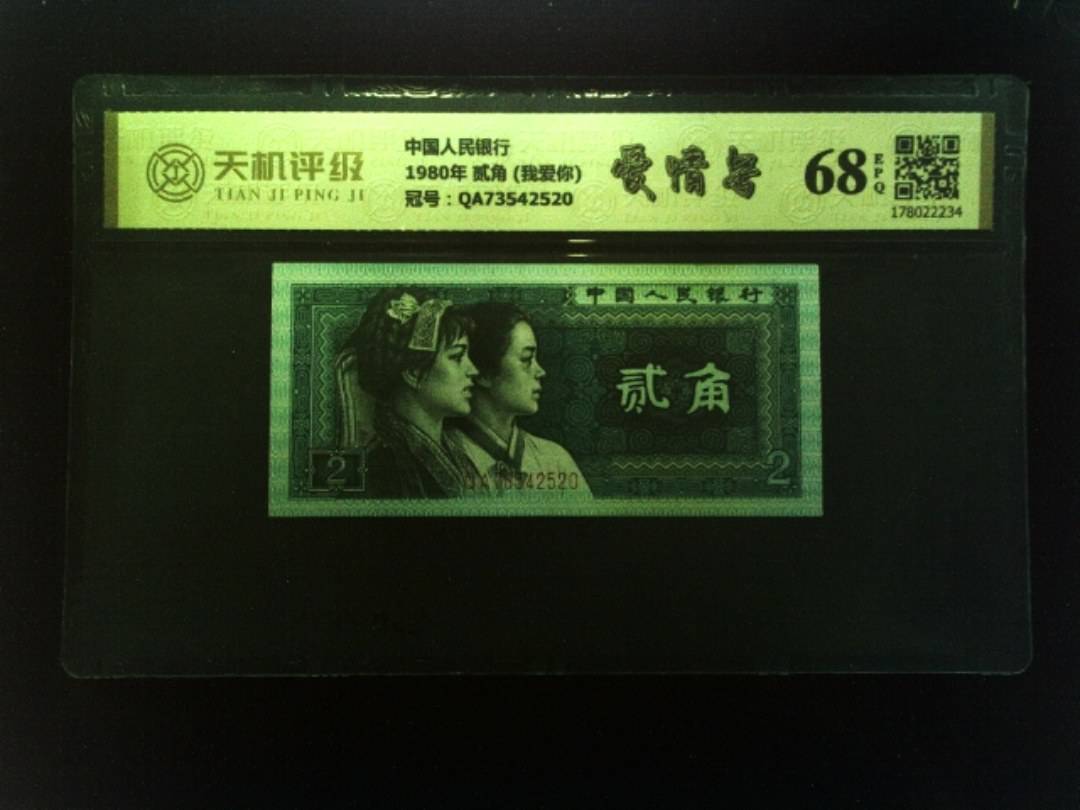 天机评级
TIAN JI PING JI
中国人民银行
1980年 贰角 (我爱你)
冠号：QA73542520
爱情号
68
EPQ
178022234
中国人民银行
贰角
2
QA73542520
2